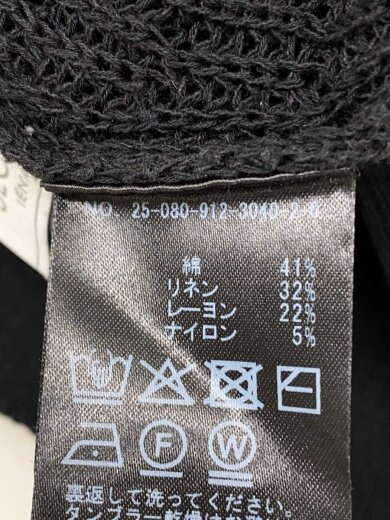 NO. 25-080-912-3040-2-6
綿 41%
リネン 32%
レーヨン 22%
ナイロン 5%
P
W
裏返して洗ってください